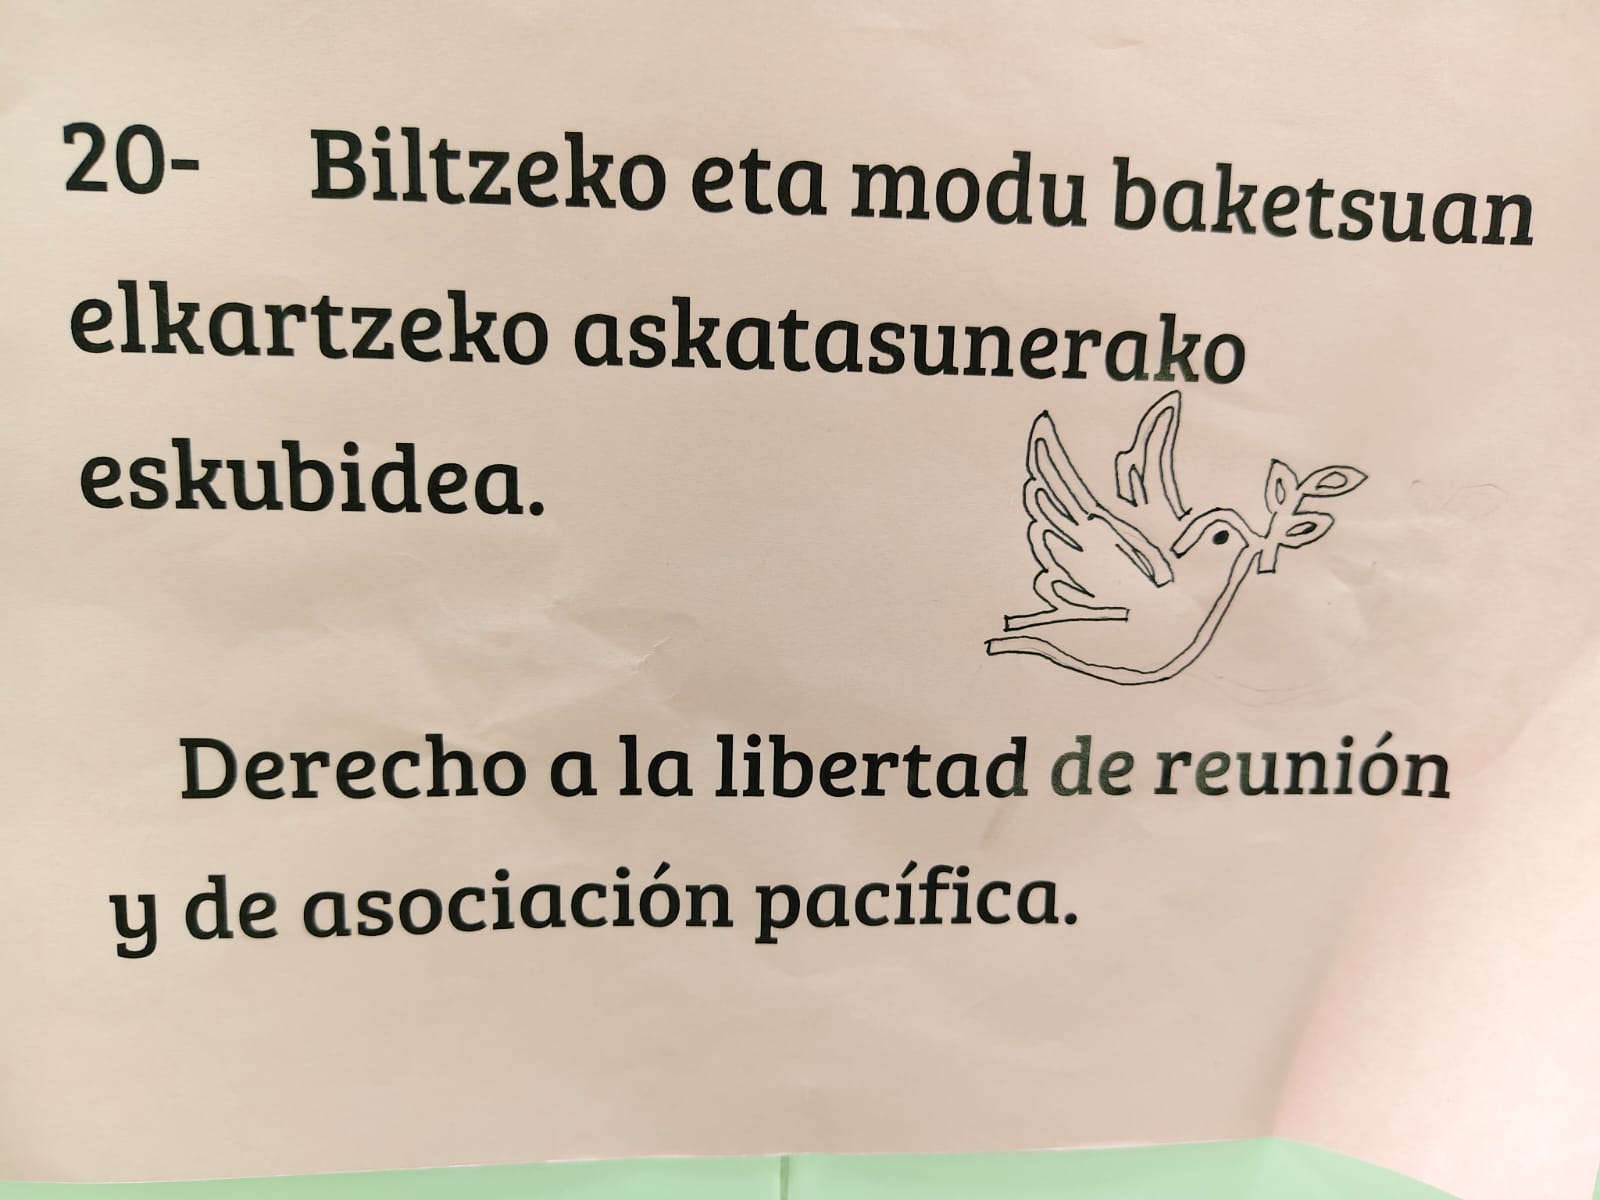 20- Biltzeko eta modu baketsuan
elkartzeko askatasunerako
eskubidea.
Derecho a la libertad de reunión
y de asociación pacífica.